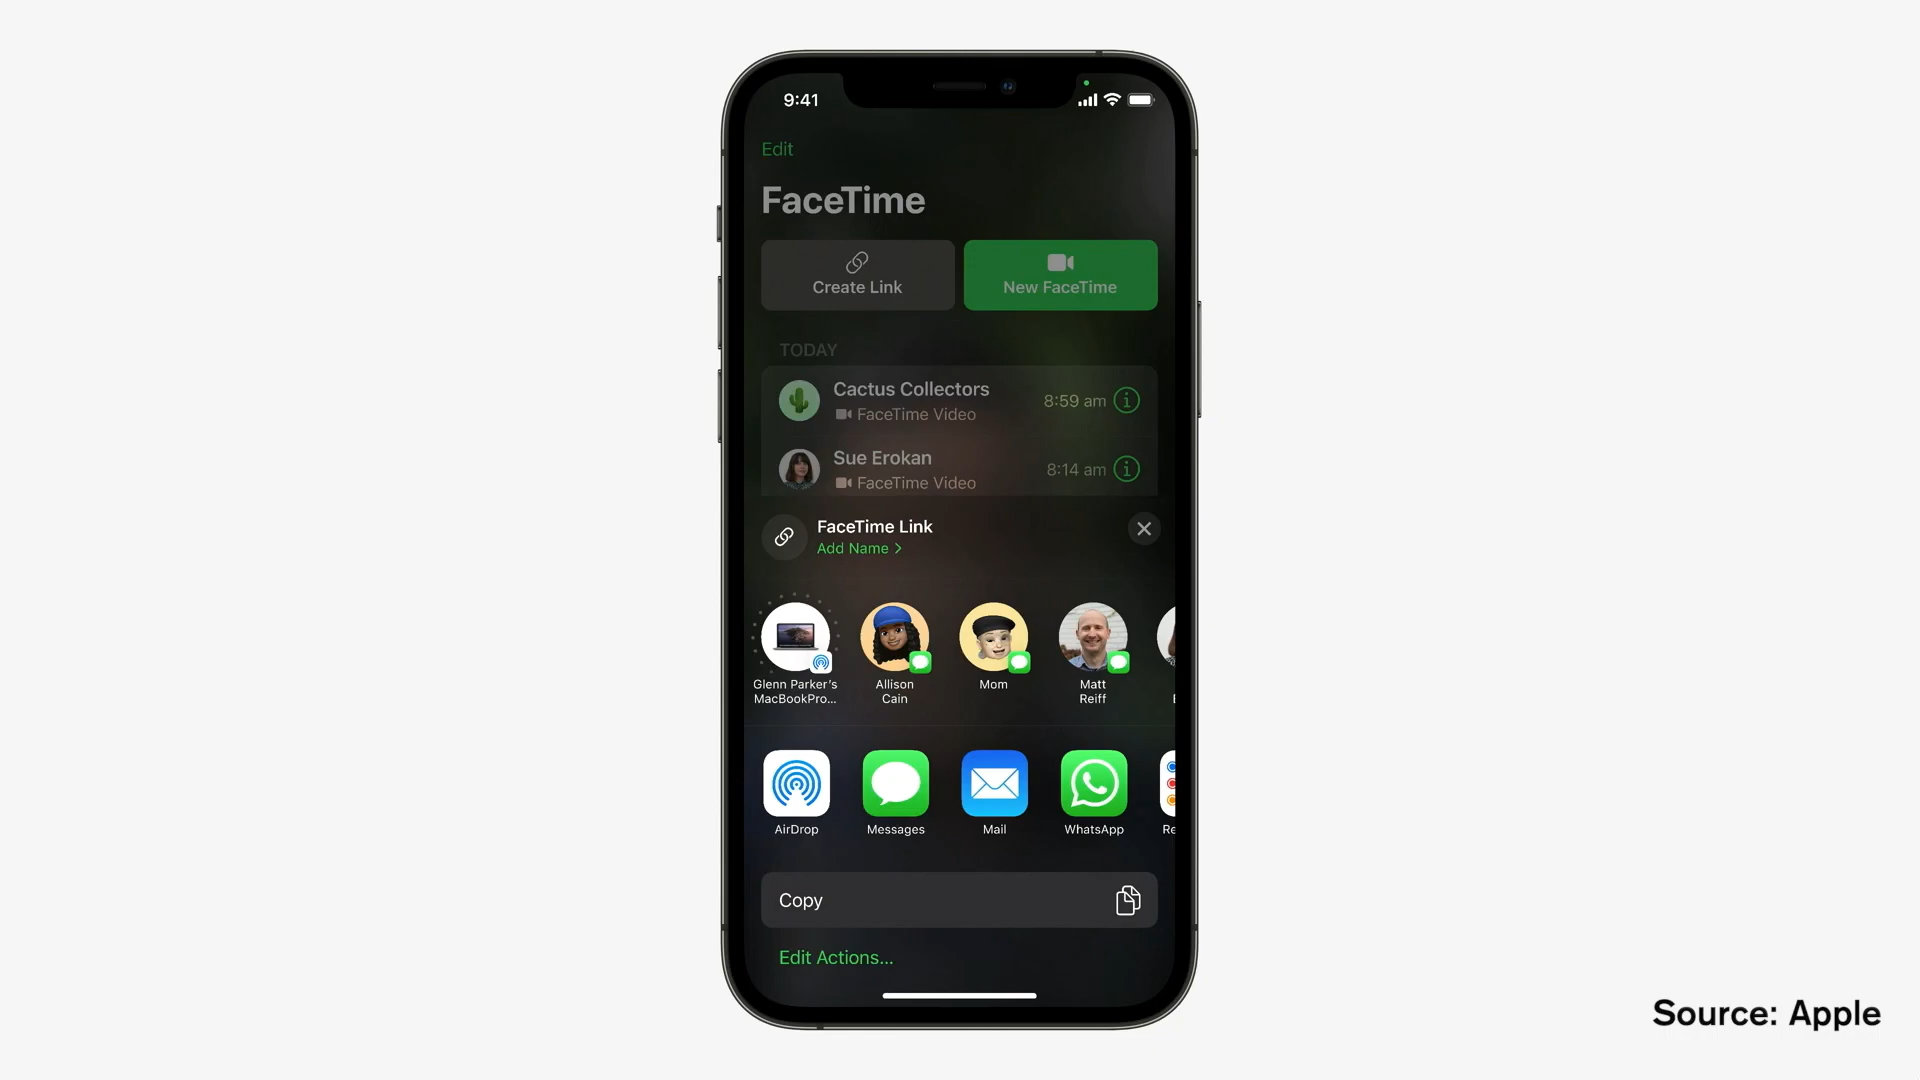 9:41
Edit
FaceTime
Create Link
New FaceTime
TODAY
Cactus Collectors
8:59 am
FaceTime Video
Sue Erokan
8:14 am
FaceTime Video
FaceTime Link
Add Name >
Glenn Parker’s
MacBookPro...
Allison
Cain
Mom
Matt
Reiff
AirDrop
Messages
Mail
WhatsApp
Re
Copy
Edit Actions...
Source: Apple